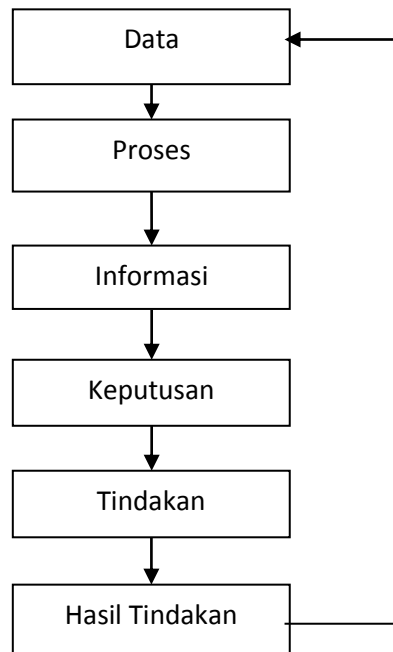 Data
Proses
Informasi
Keputusan
Tindakan
Hasil Tindakan